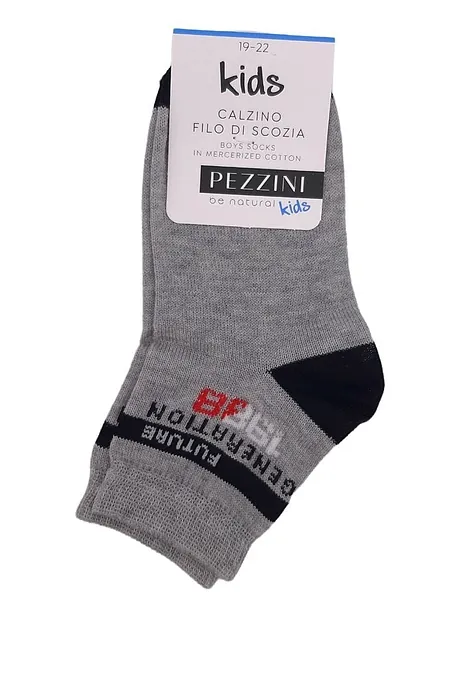 19-22
kids
CALZINO
FILO DI SCOZIA
BOYS SOCKS
IN MERCERIZED COTTON
PEZZINI
be natural kids
FUTURE
GENERATION